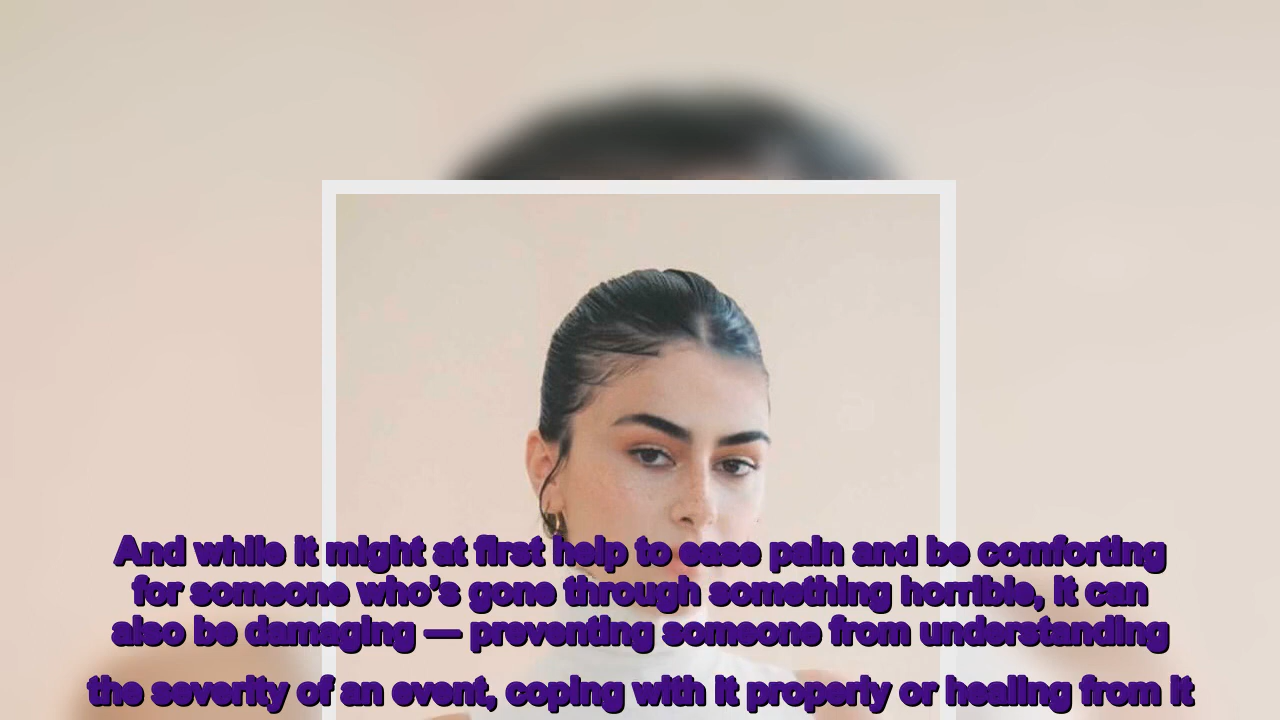 And while it might at first help to ease pain and be comforting
for someone who's gone through something horrible, it can
also be damaging — preventing someone from understanding
the severity of an event, coping with it properly or healing from it